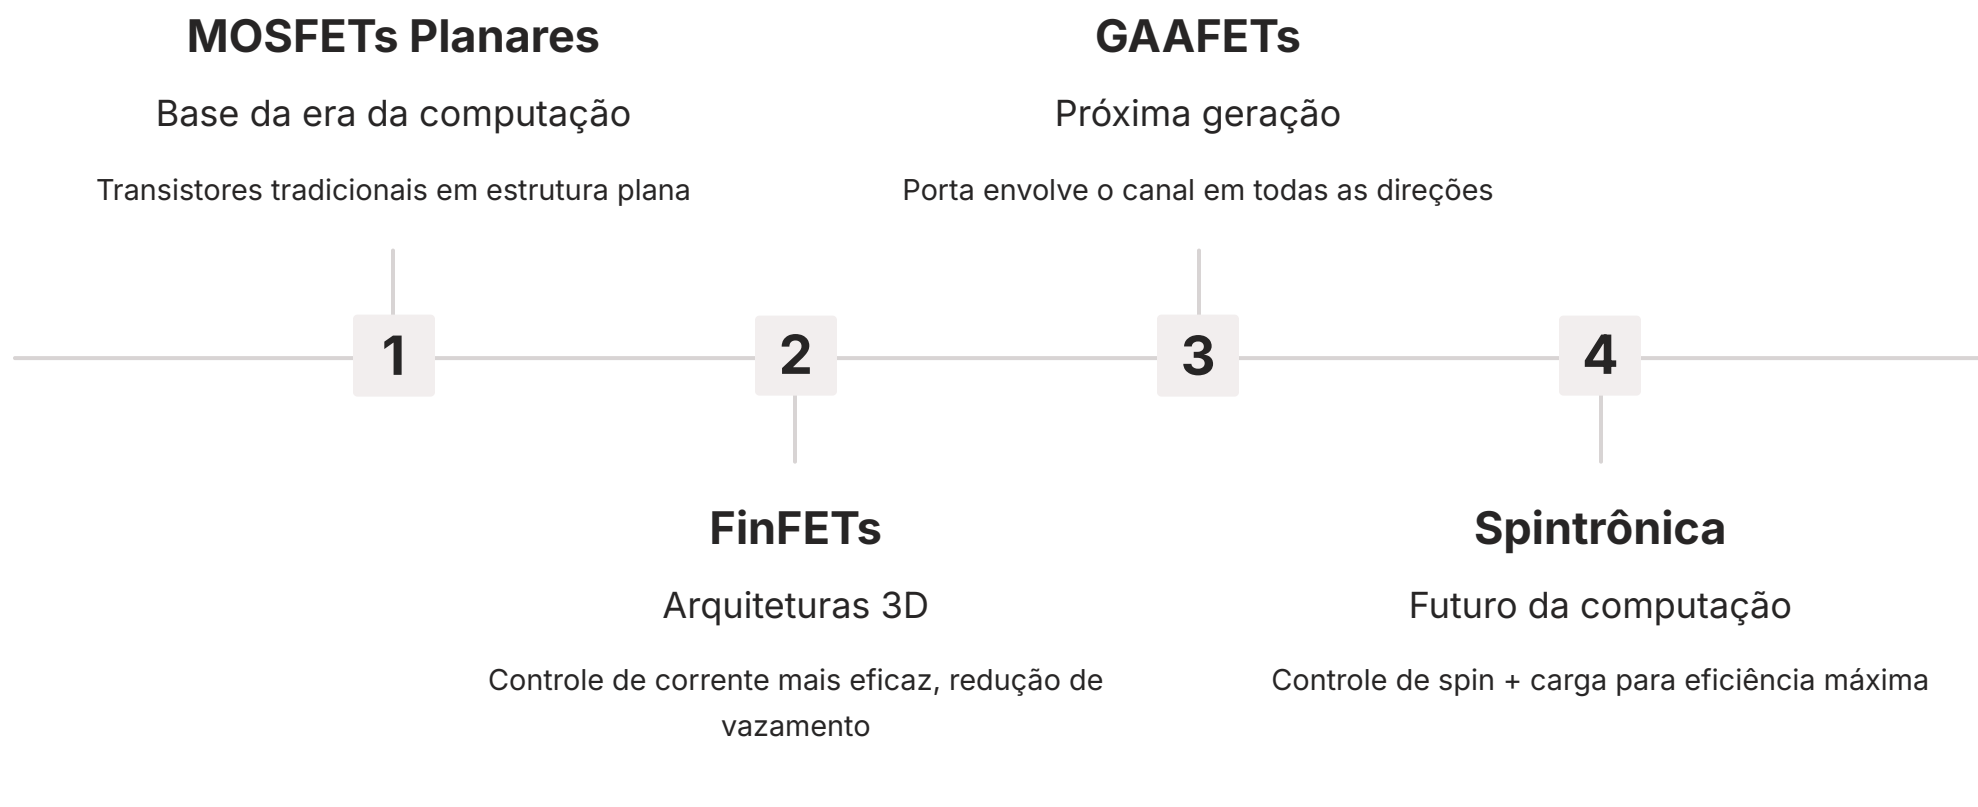 MOSFETs Planares
Base da era da computação
Transistores tradicionais em estrutura plana
GAAFETs
Próxima geração
Porta envolve o canal em todas as direções
1
2
3
4
FinFETs
Arquiteturas 3D
Controle de corrente mais eficaz, redução de
vazamento
Spintrônica
Futuro da computação
Controle de spin + carga para eficiência máxima